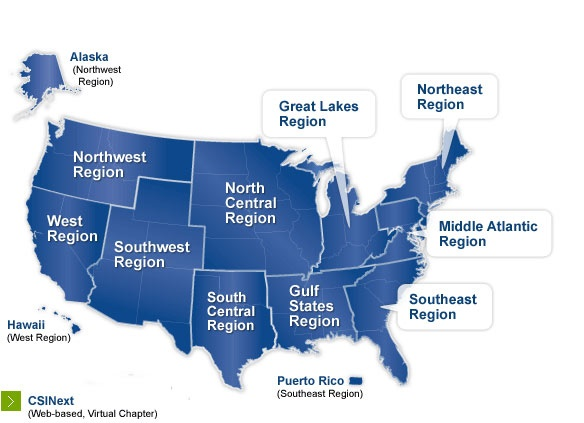 Alaska
(Northwest
Region)
Great Lakes
Region
Northeast
Region
Northwest
Region
North
Central
Region
West
Region
Southwest
Region
Middle Atlantic
Region
South
Central
Region
Gulf
States
Region
Southeast
Region
Hawaii
(West Region)
Puerto Rico
(Southeast Region)
CSINext
(Web-based, Virtual Chapter)